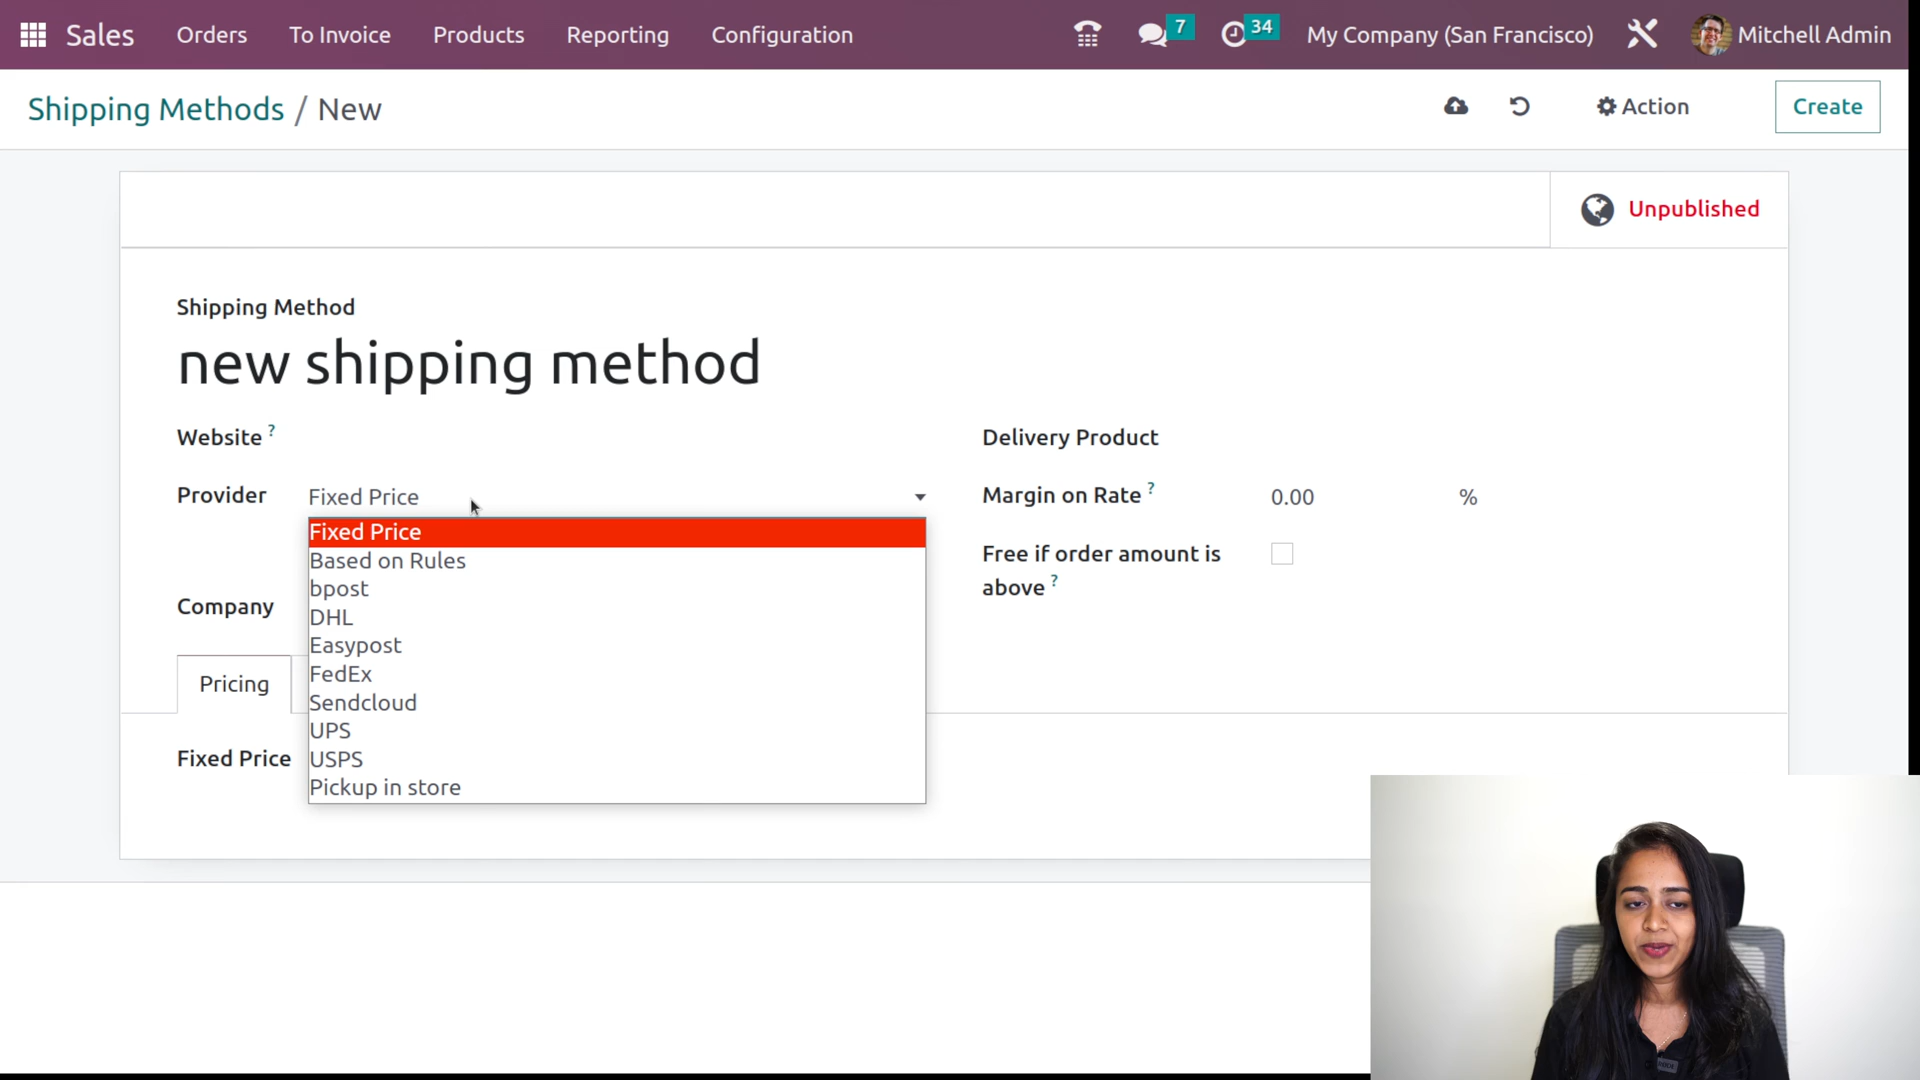 Sales Orders To Invoice Products Reporting Configuration 7 34 My Company (San Francisco) Mitchell Admin
Shipping Methods / New Action Create
Unpublished
Shipping Method
new shipping method
Website ? Delivery Product
Provider Fixed Price Margin on Rate ? 0.00 %
Fixed Price
Based on Rules
bpost
DHL
Easypost
FedEx
Sendcloud
UPS
USPS
Pickup in store
Free if order amount is
above ?
Company
Pricing
Fixed Price